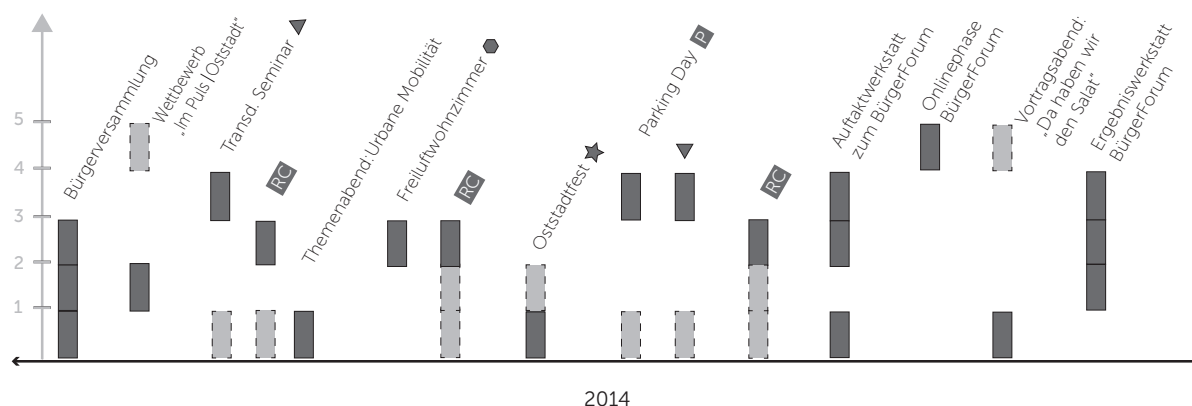 Bürgerversammlung
Wettbewerb
„Im Puls|Oststadt“
Transd. Seminar
RC
Themenabend: Urbane Mobilität
Freiluftwohnzimmer
RC
Oststadtfest
Parking Day P
RC
Auftaktwerkstatt
zum BürgerForum
Onlinephase
BürgerForum
Vortragsabend:
„Da haben wir
den Salat“
Ergebniswerkstatt
BürgerForum
5
4
3
2
1
2014